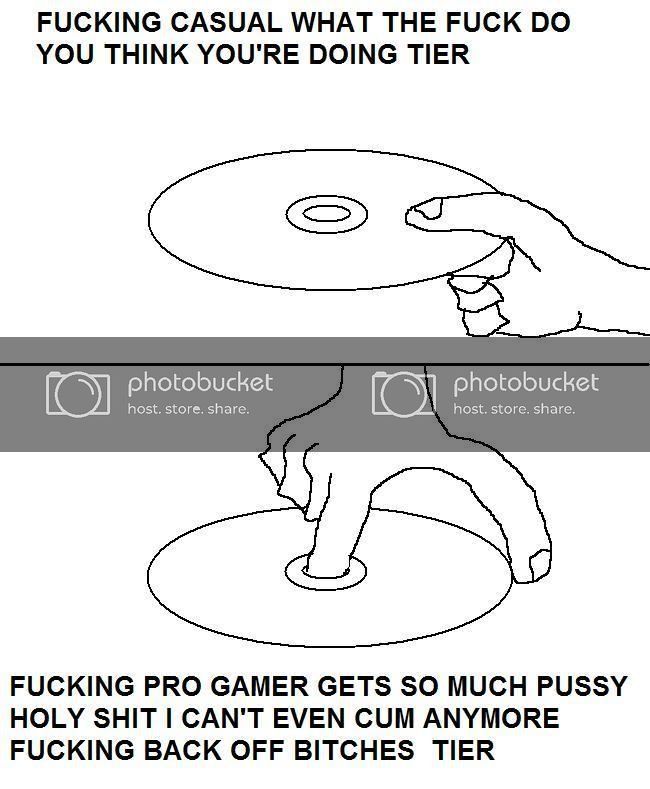 FUCKING CASUAL WHAT THE FUCK DO
YOU THINK YOU'RE DOING TIER
photobucket photobucket
host. store. share. host. store. share.
FUCKING PRO GAMER GETS SO MUCH PUSSY
HOLY SHIT I CAN'T EVEN CUM ANYMORE
FUCKING BACK OFF BITCHES TIER